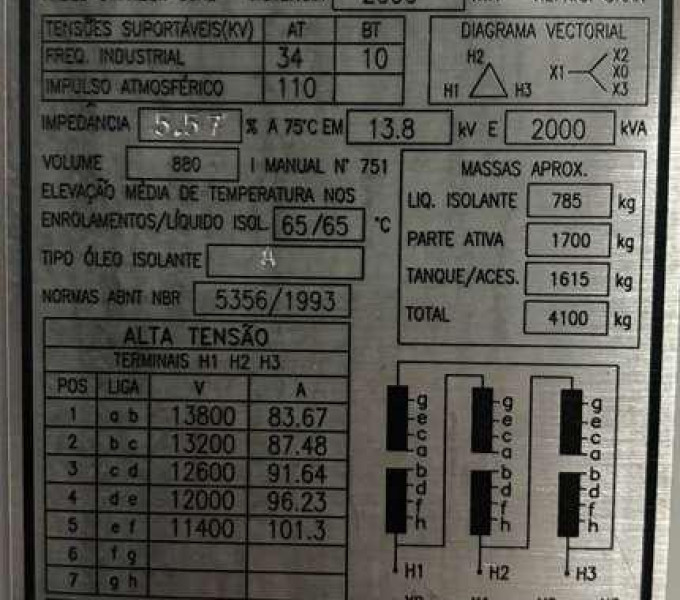 2000
TENSÕES SUPORTÁVEIS(KV) AT BT
FREQ. INDUSTRIAL 34 10
IMPULSO ATMOSFÉRICO 110
DIAGRAMA VECTORIAL
H2 X2
X1 X0
H1 H3 X3
IMPEDÂNCIA 5.57 % A 75°C EM 13.8 kV E 2000 kVA
VOLUME 880 l MANUAL N° 751
ELEVAÇÃO MÉDIA DE TEMPERATURA NOS
ENROLAMENTOS/LÍQUIDO ISOL. 65/65 °C
TIPO ÓLEO ISOLANTE A
NORMAS ABNT NBR 5356/1993
MASSAS APROX.
LIQ. ISOLANTE 785 kg
PARTE ATIVA 1700 kg
TANQUE/ACES. 1615 kg
TOTAL 4100 kg
ALTA TENSÃO
TERMINAIS H1 H2 H3
POS LIGA V A
1 a b 13800 83.67
2 b c 13200 87.48
3 c d 12600 91.64
4 d e 12000 96.23
5 e f 11400 101.3
6 f g
7 g h
g g g
e e e
c c c
a a a
b b b
d d d
f f f
h h h
H1 H2 H3